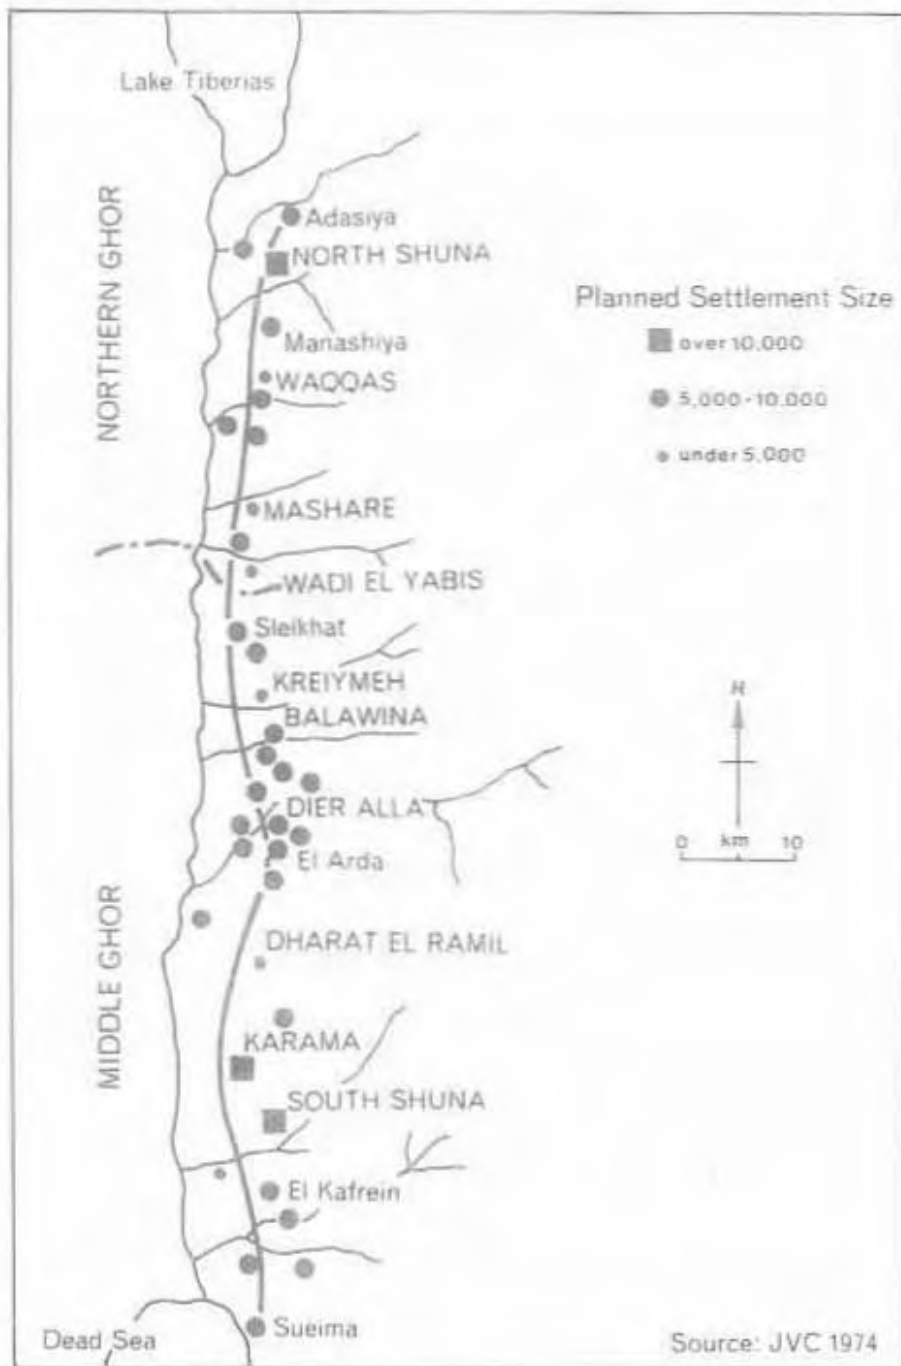 Lake Tiberias
NORTHERN GHOR
Adasiya
NORTH SHUNA
Manashiya
WAQQAS
MASHARE
WADI EL YABIS
Sleikhat
KREIYMEH
BALAWINA
DIER ALLA
El Arda
MIDDLE GHOR
DHARAT EL RAMIL
KARAMA
SOUTH SHUNA
El Kafrein
Sueima
Dead Sea
Planned Settlement Size
over 10,000
5,000-10,000
under 5,000
N
0 km 10
Source: JVC 1974